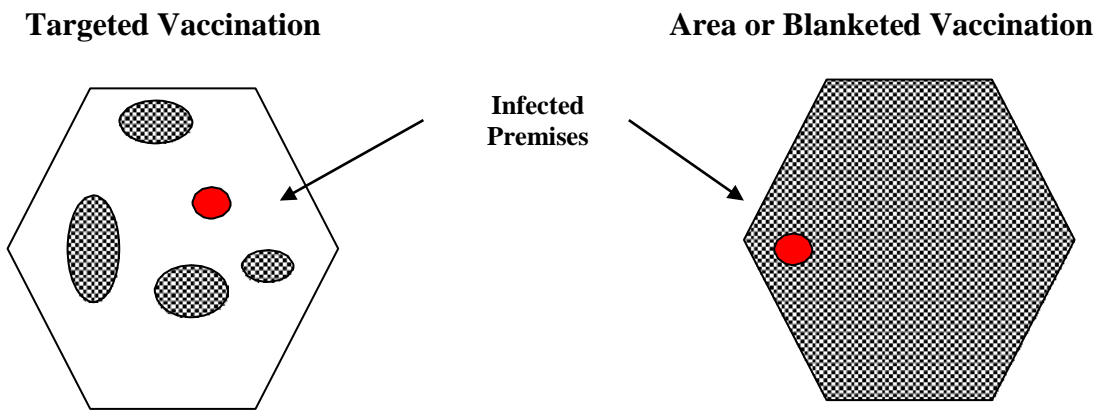 Targeted Vaccination
Area or Blanketed Vaccination
Infected
Premises